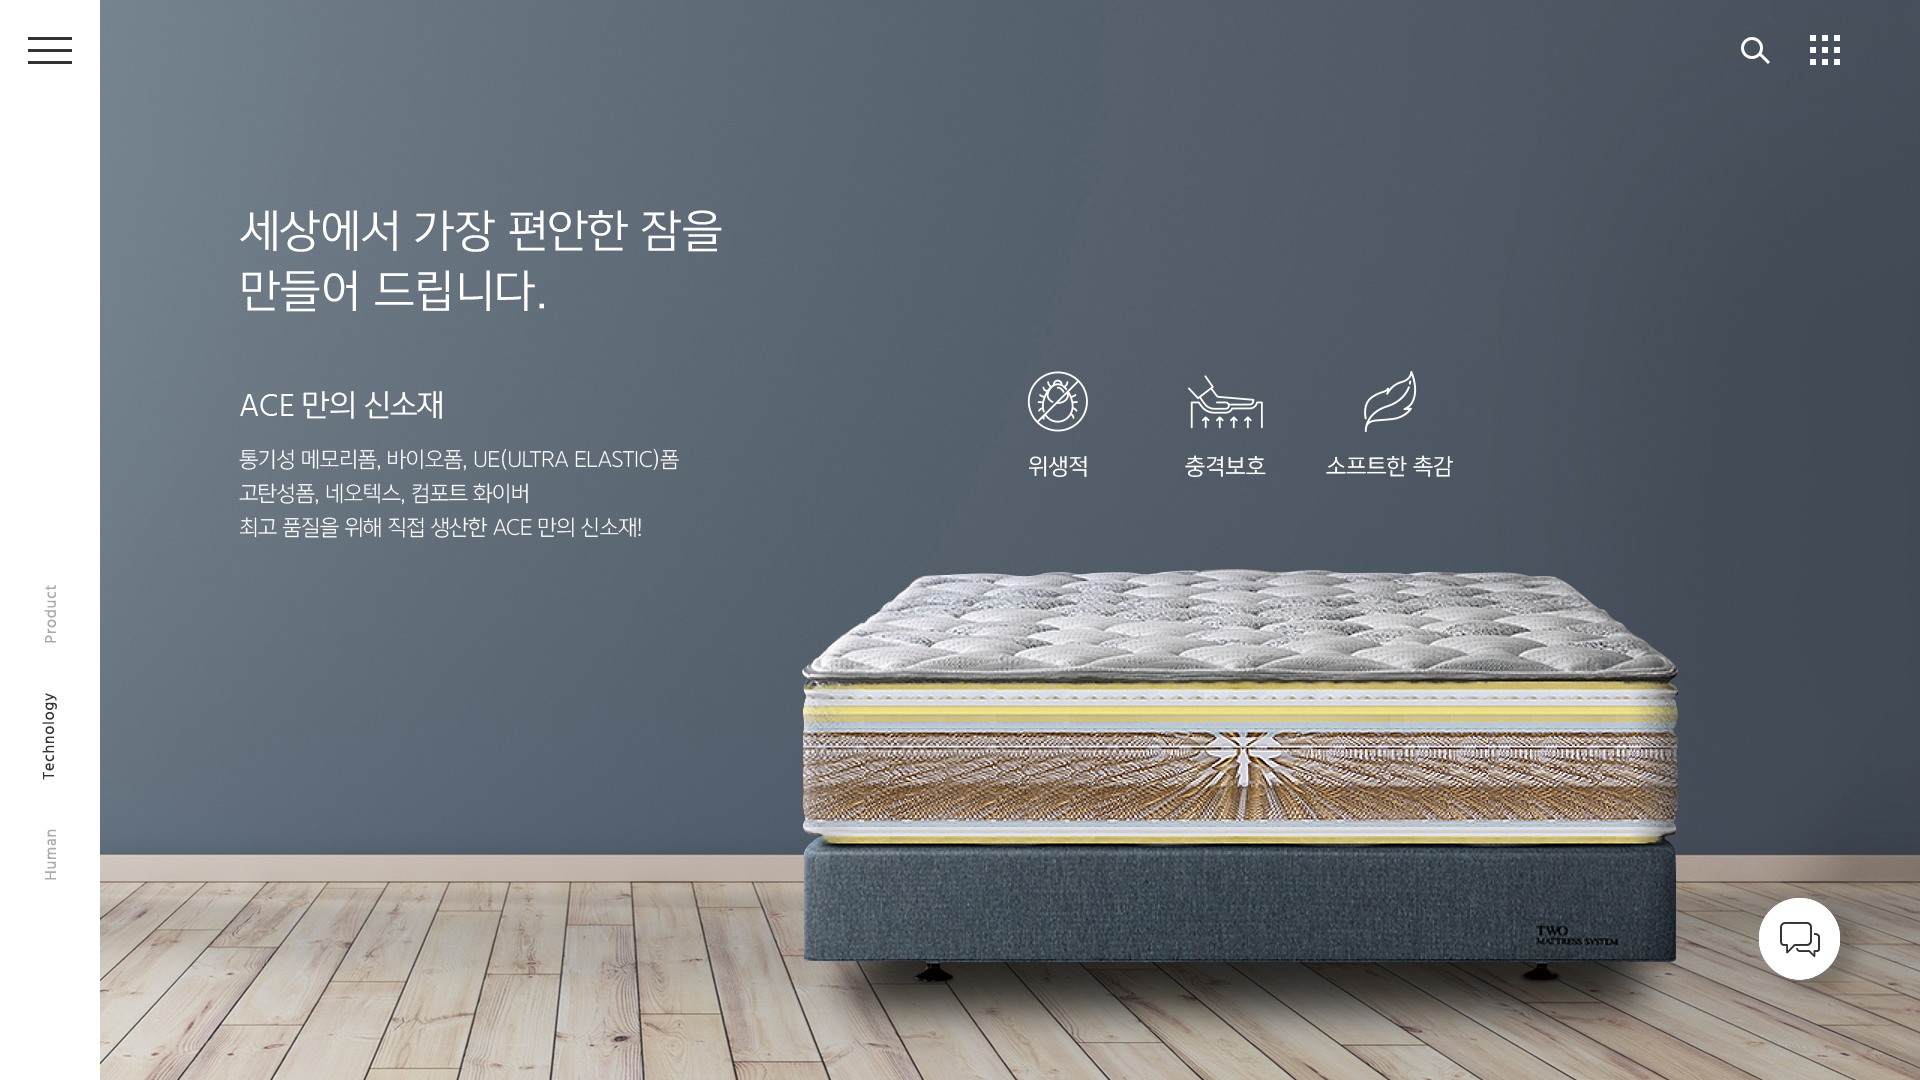 세상에서 가장 편안한 잠을
만들어 드립니다.
ACE 만의 신소재
통기성 메모리폼, 바이오폼, UE(ULTRA ELASTIC)폼
고탄성폼, 네오텍스, 컴포트 화이버
최고 품질을 위해 직접 생산한 ACE 만의 신소재!
위생적
충격보호
소프트한 촉감
Product
Technology
Human
TWO
MATTRESS SYSTEM